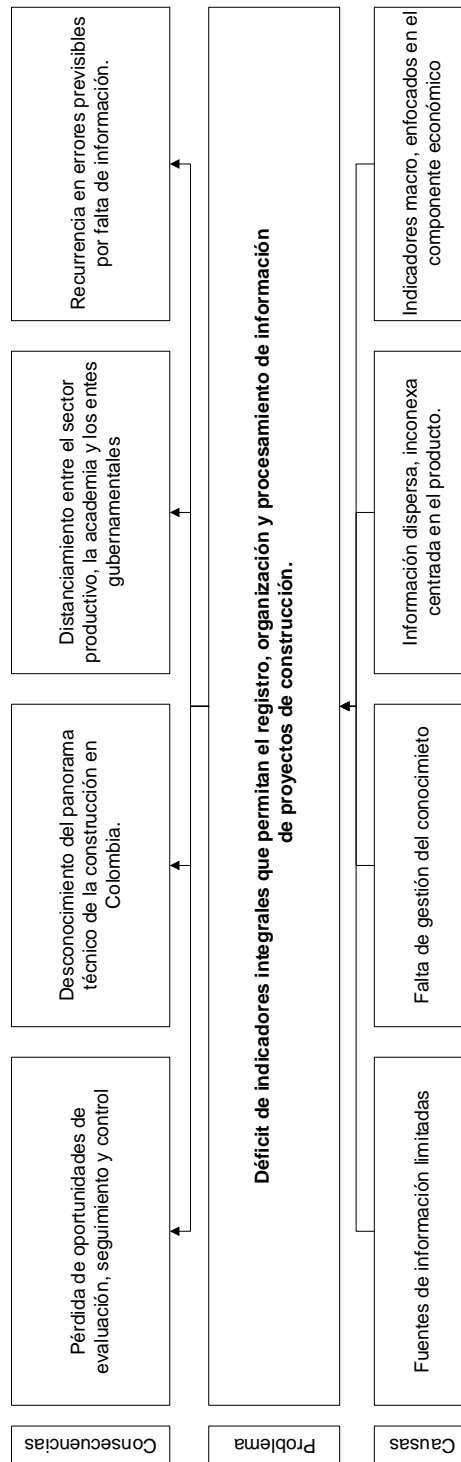 Consecuencias
Pérdida de oportunidades de
evaluación, seguimiento y control
Desconocimiento del panorama
técnico de la construcción en
Colombia.
Distanciamiento entre el sector
productivo, la academia y los entes
gubernamentales
Recurrencia en errores previsibles
por falta de información.
Problema
Déficit de indicadores integrales que permitan el registro, organización y procesamiento de información
de proyectos de construcción.
Causas
Fuentes de información limitadas
Falta de gestión del conocimieto
Información dispersa, inconexa
centrada en el producto.
Indicadores macro, enfocados en el
componente económico